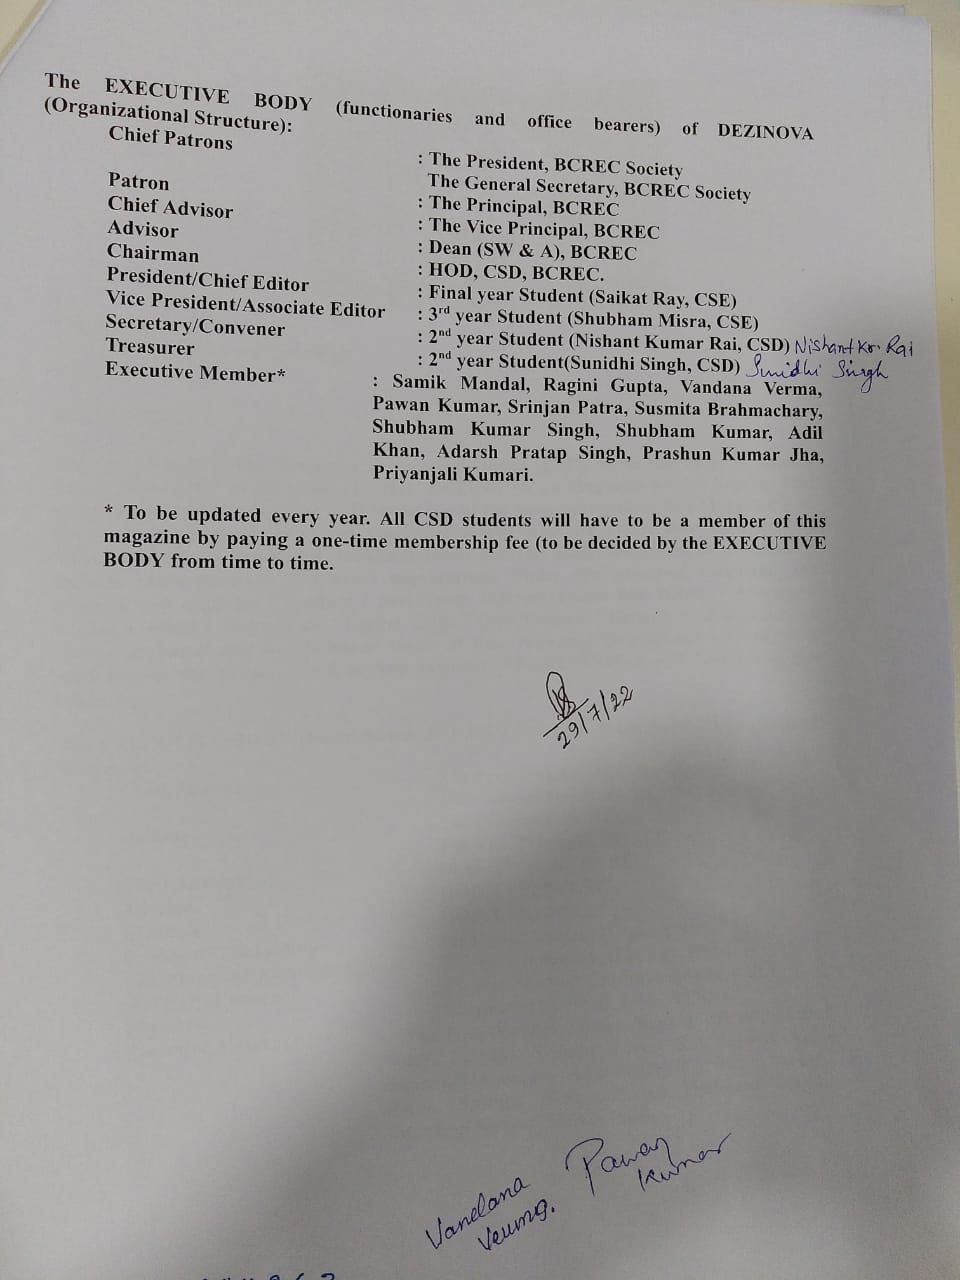 The EXECUTIVE BODY (functionaries and office bearers) of DEZINOVA
(Organizational Structure):
Chief Patrons : The President, BCREC Society
The General Secretary, BCREC Society
Patron : The Principal, BCREC
Chief Advisor : The Vice Principal, BCREC
Advisor : Dean (SW & A), BCREC
Chairman : HOD, CSD, BCREC.
President/Chief Editor : Final year Student (Saikat Ray, CSE)
Vice President/Associate Editor : 3rd year Student (Shubham Misra, CSE)
Secretary/Convener : 2nd year Student (Nishant Kumar Rai, CSD) Nishant Kr. Rai
Treasurer : 2nd year Student(Sunidhi Singh, CSD) Sunidhi Singh
Executive Member* : Samik Mandal, Ragini Gupta, Vandana Verma,
Pawan Kumar, Srinjan Patra, Susmita Brahmachary,
Shubham Kumar Singh, Shubham Kumar, Adil
Khan, Adarsh Pratap Singh, Prashun Kumar Jha,
Priyanjali Kumari.
* To be updated every year. All CSD students will have to be a member of this
magazine by paying a one-time membership fee (to be decided by the EXECUTIVE
BODY from time to time.
29/7/22
Vandana
Verma.
Pawan
Kumar